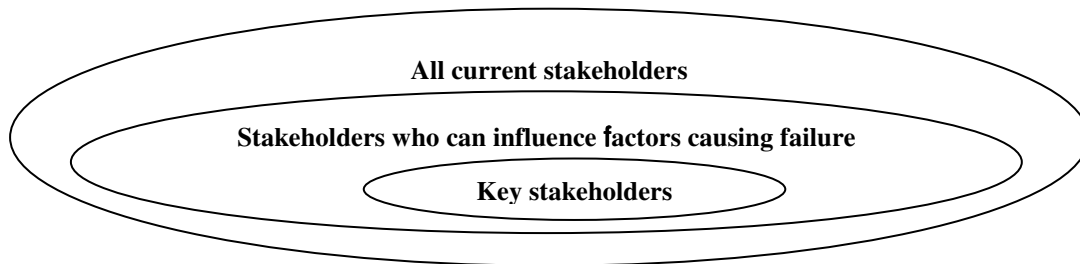 All current stakeholders
Stakeholders who can influence factors causing failure
Key stakeholders